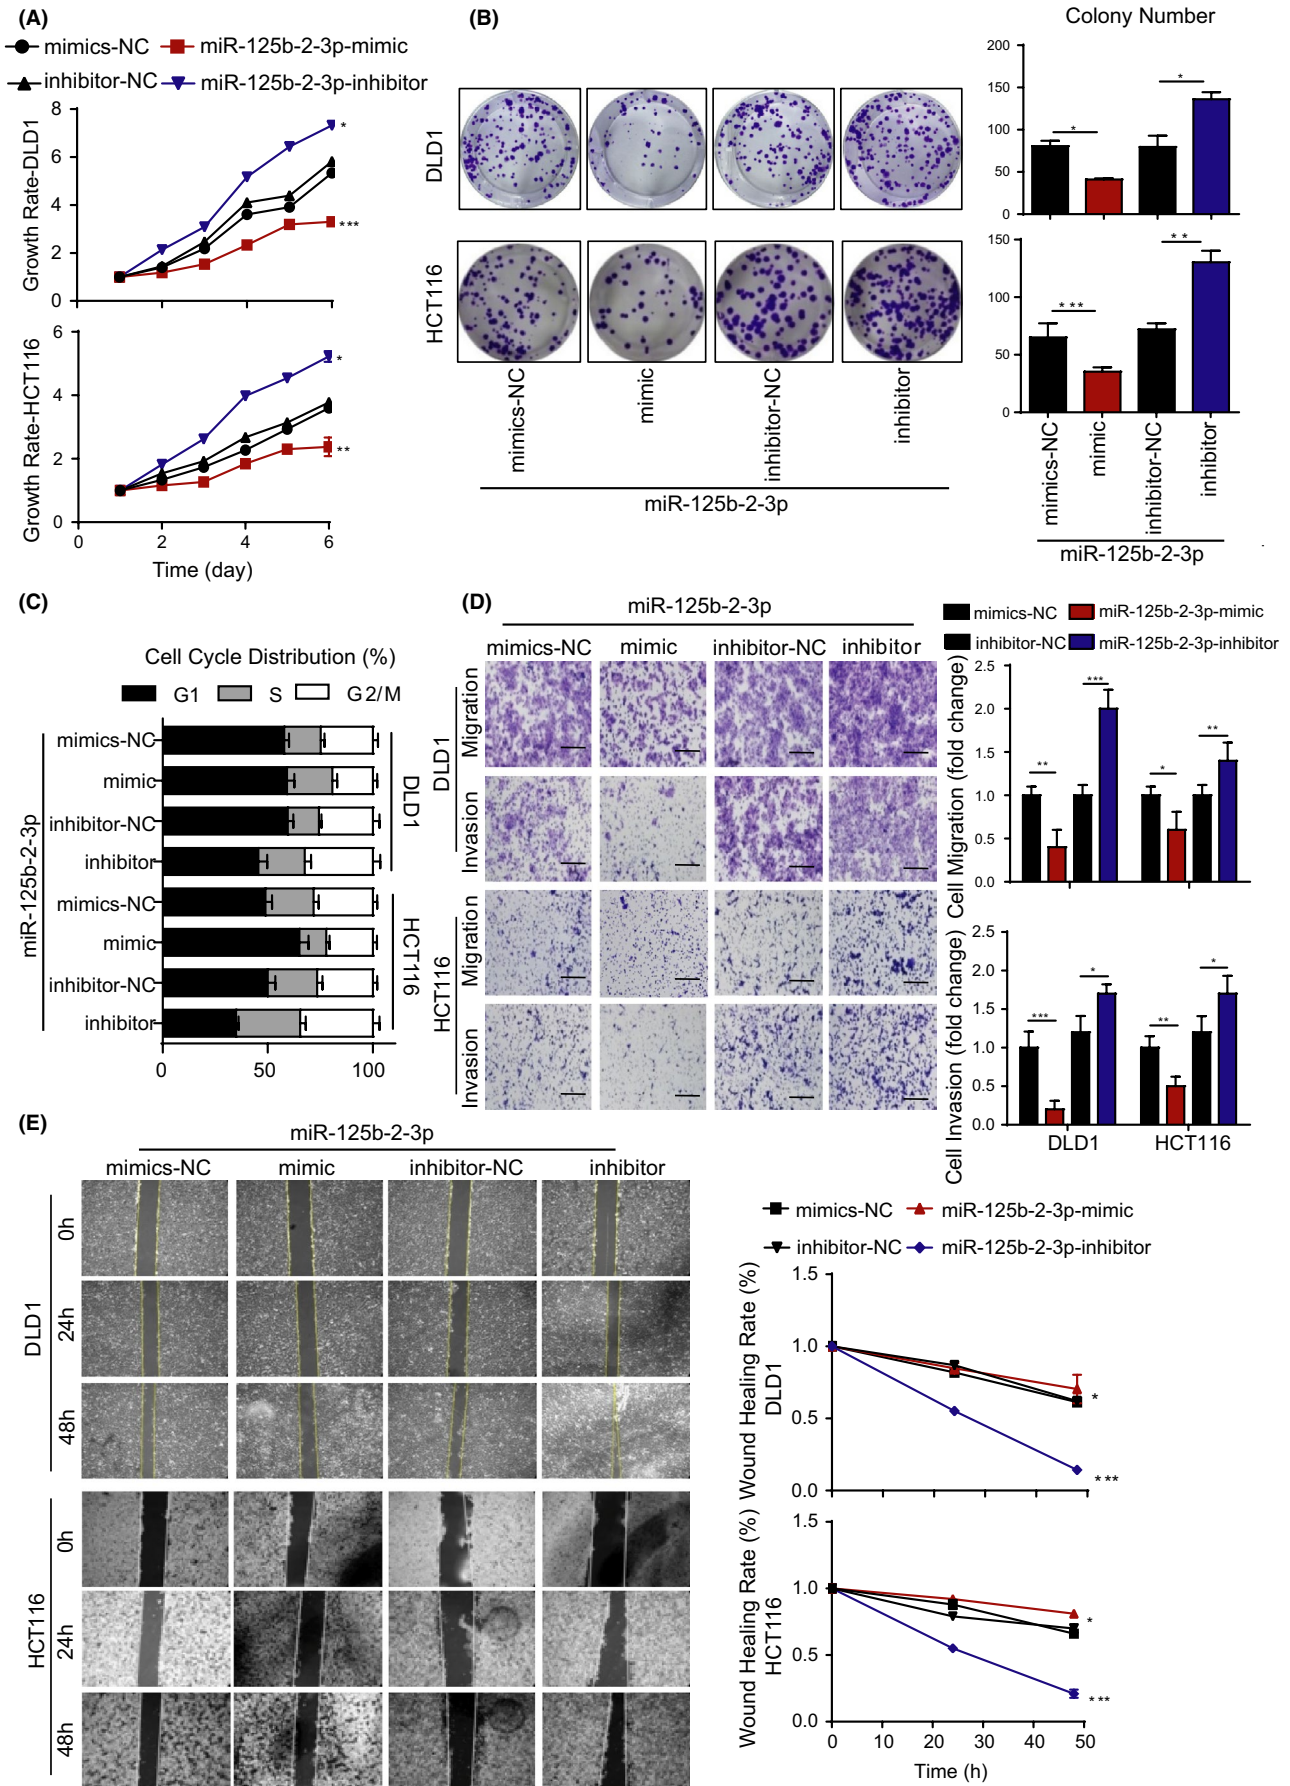 (A)
mimics-NC miR-125b-2-3p-mimic
inhibitor-NC miR-125b-2-3p-inhibitor
Growth Rate-DLD1
8
6
4
2
0
*
***
Growth Rate-HCT116
6
4
2
0
*
**
0 2 4 6
Time (day)
(B)
DLD1
HCT116
mimics-NC mimic inhibitor-NC inhibitor
miR-125b-2-3p
Colony Number
200
150
100
50
0
* *
150
100
50
0
*** **
mimics-NC mimic inhibitor-NC inhibitor
miR-125b-2-3p
(C)
Cell Cycle Distribution (%)
G1 S G2/M
miR-125b-2-3p
mimics-NC
mimic
inhibitor-NC
inhibitor
DLD1
mimics-NC
mimic
inhibitor-NC
inhibitor
HCT116
0 50 100
(D)
miR-125b-2-3p
mimics-NC mimic inhibitor-NC inhibitor
DLD1
Migration
Invasion
HCT116
Migration
Invasion
mimics-NC miR-125b-2-3p-mimic
inhibitor-NC miR-125b-2-3p-inhibitor
Cell Migration (fold change)
2.5
2.0
1.5
1.0
0.5
0.0
** *** * **
Cell Invasion (fold change)
2.5
2.0
1.5
1.0
0.5
0.0
*** * ** *
DLD1 HCT116
(E)
miR-125b-2-3p
mimics-NC mimic inhibitor-NC inhibitor
DLD1
0h
24h
48h
HCT116
0h
24h
48h
mimics-NC miR-125b-2-3p-mimic
inhibitor-NC miR-125b-2-3p-inhibitor
Wound Healing Rate (%)
DLD1
1.5
1.0
0.5
0.0
*
***
Wound Healing Rate (%)
HCT116
1.5
1.0
0.5
0.0
*
***
0 10 20 30 40 50
Time (h)